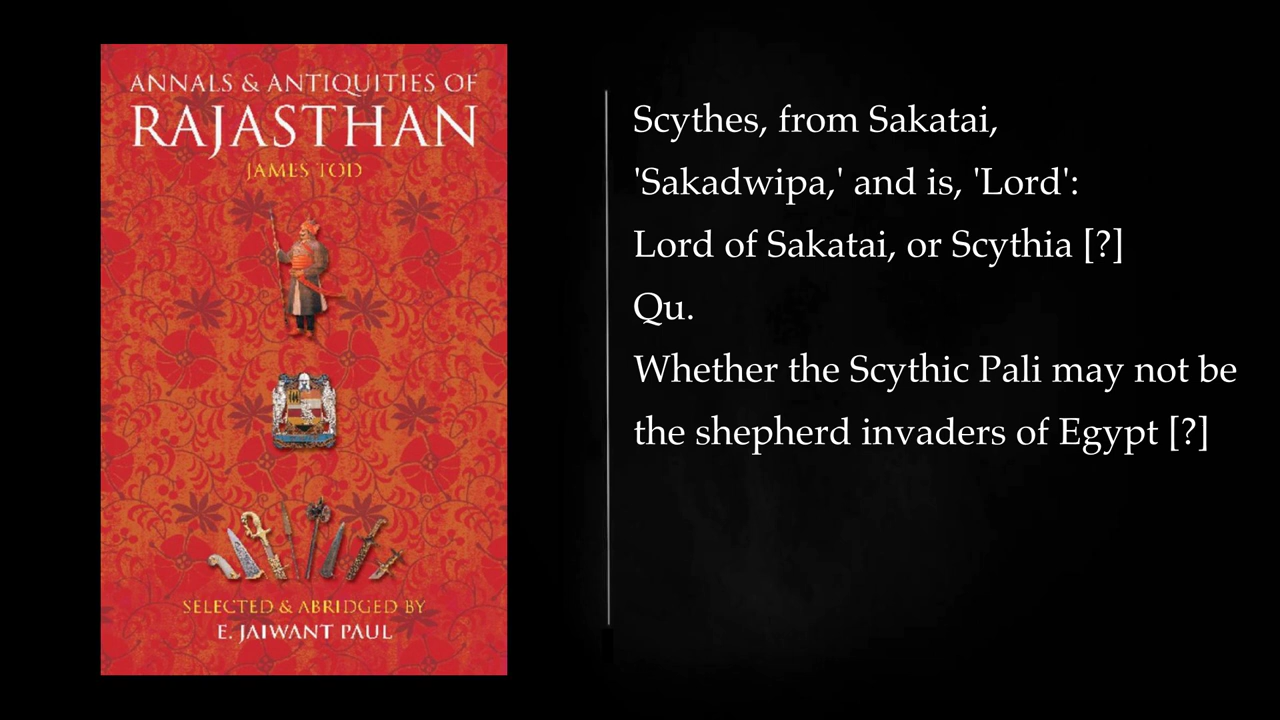 ANNALS & ANTIQUITIES OF
RAJASTHAN
JAMES TOD
SELECTED & ABRIDGED BY
E. JAIWANT PAUL
Scythes, from Sakatai,
'Sakadwipa,' and is, 'Lord':
Lord of Sakatai, or Scythia [?]
Qu.
Whether the Scythic Pali may not be
the shepherd invaders of Egypt [?]